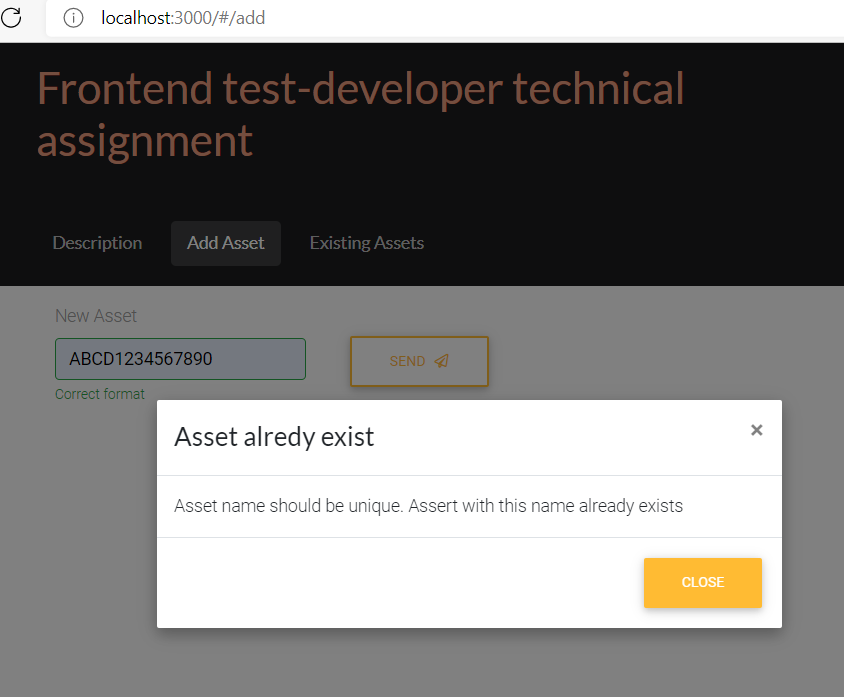 localhost:3000/#/add
Frontend test-developer technical
assignment
Description Add Asset Existing Assets
New Asset
ABCD1234567890 SEND
Correct format
Asset alredy exist ×
Asset name should be unique. Assert with this name already exists
CLOSE